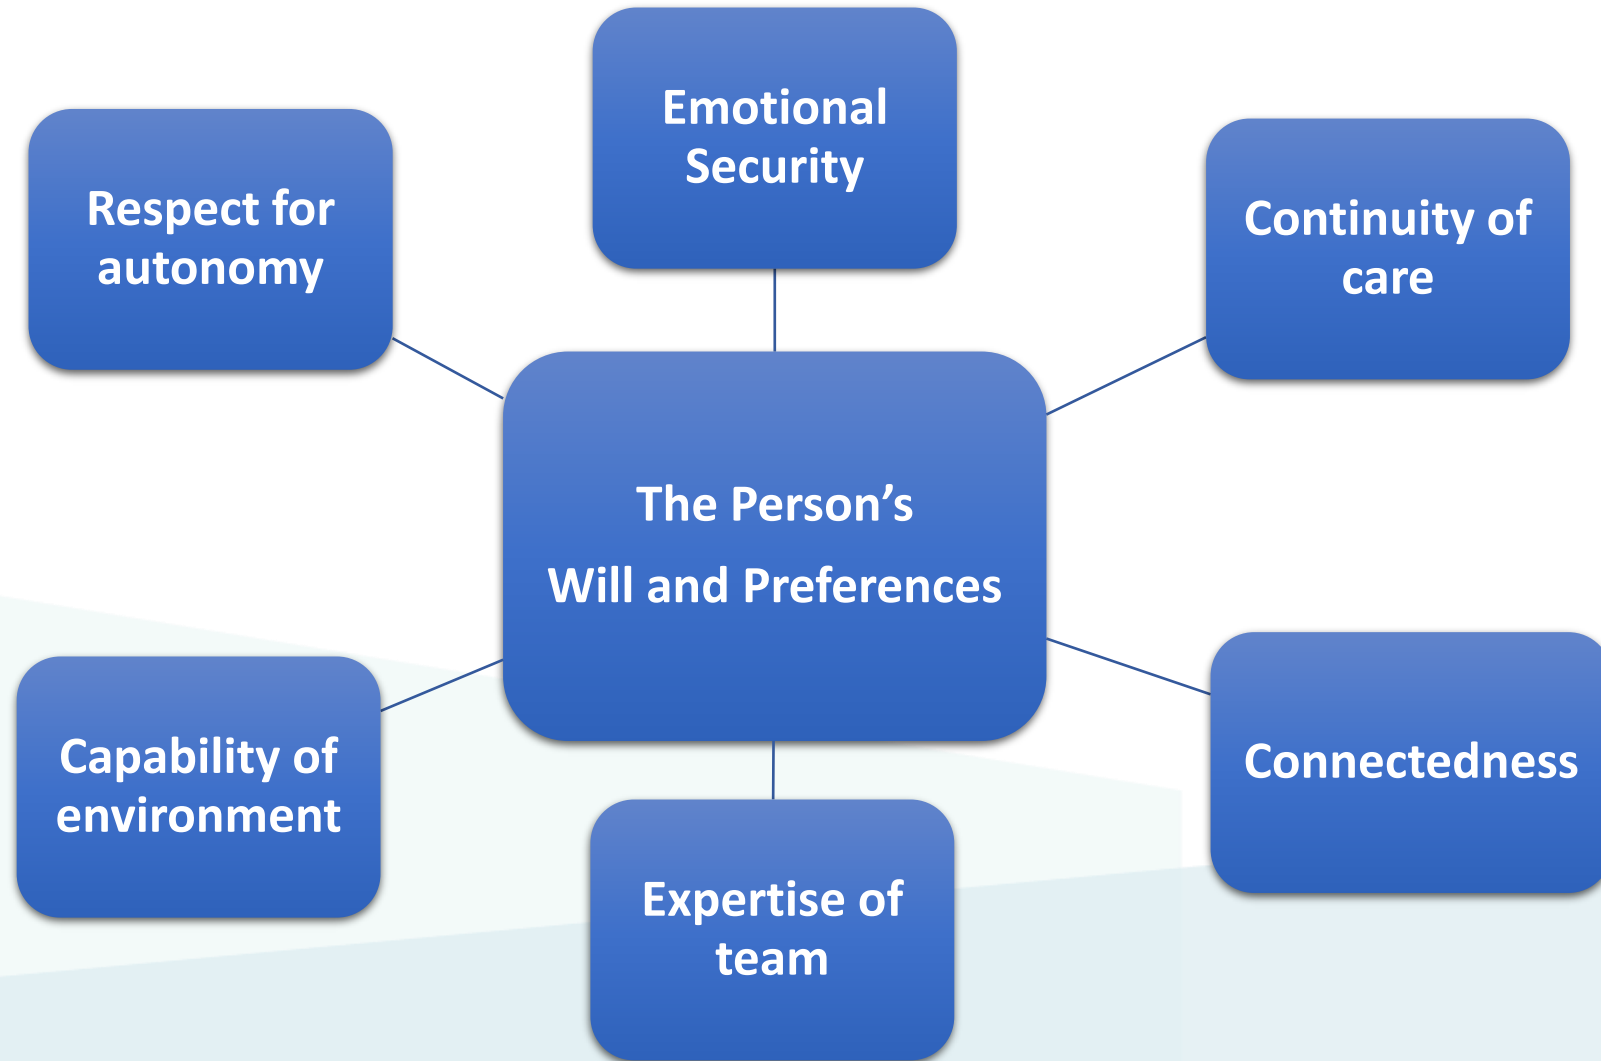 Emotional
Security
Respect for
autonomy
Continuity of
care
The Person’s
Will and Preferences
Capability of
environment
Connectedness
Expertise of
team